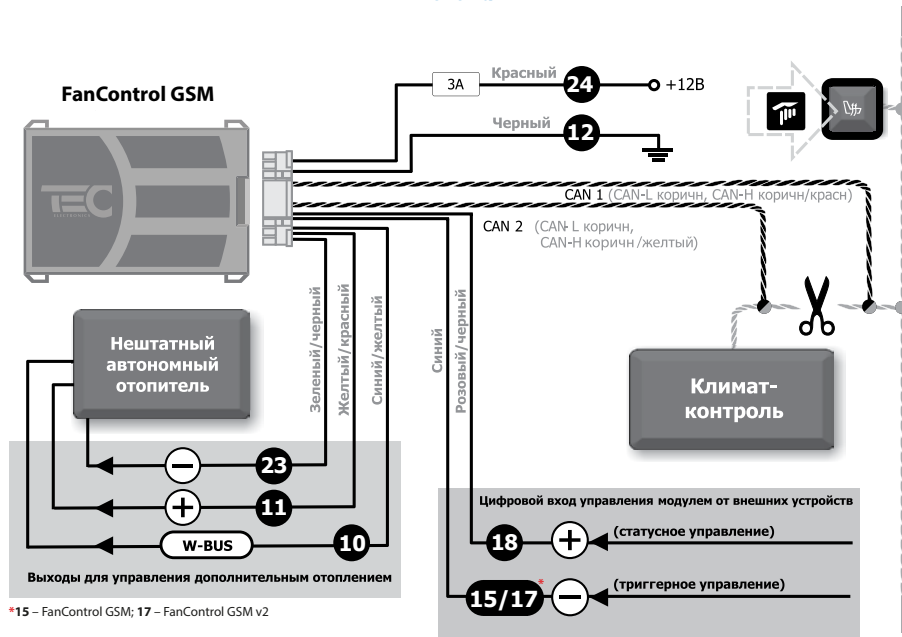 FanControl GSM
TEC
ELECTRONICS
3А
Красный
24
+12В
Черный
12
CAN 1 (CAN-L коричн, CAN-H коричн/красн)
CAN 2 (CAN-L коричн,
CAN-H коричн/желтый)
Зеленый/черный
Желтый/красный
Синий/желтый
Синий
Розовый/черный
Нештатный
автономный
отопитель
Климат-
контроль
23
11
W-BUS
10
Выходы для управления дополнительным отоплением
Цифровой вход управления модулем от внешних устройств
18
(статусное управление)
15/17*
(триггерное управление)
*15 – FanControl GSM; 17 – FanControl GSM v2